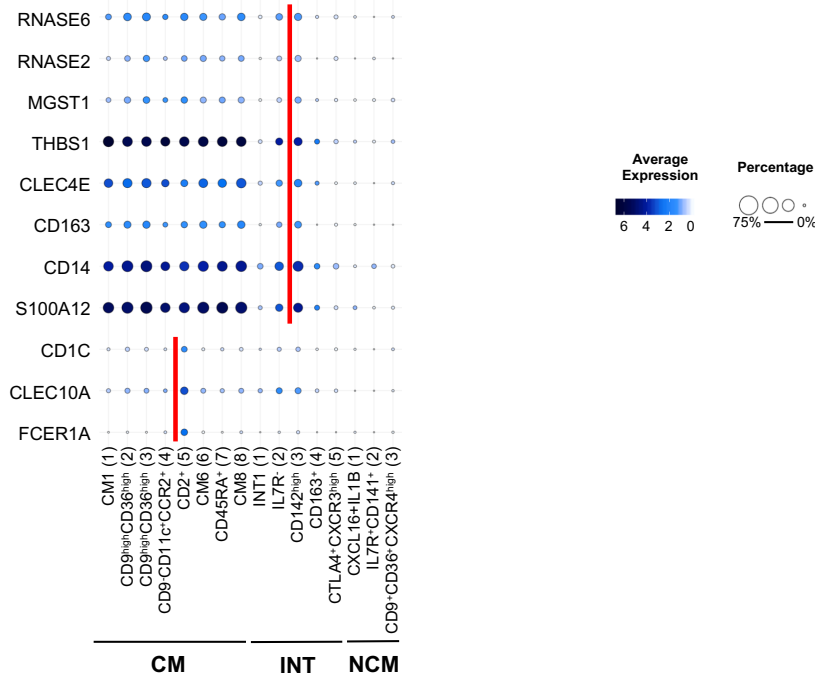 RNASE6
RNASE2
MGST1
THBS1
CLEC4E
CD163
CD14
S100A12
CD1C
CLEC10A
FCER1A
CM1 (1)
CD9ʰⁱᵍʰCD36ʰⁱᵍʰ (2)
CD9ʰⁱᵍʰCD36ʰⁱᵍʰ (3)
CD9⁻CD11c⁺CCR2⁺ (4)
CD2⁺ (5)
CM6 (6)
CD45RA⁺ (7)
CM8 (8)
INT1 (1)
IL7R⁻ (2)
CD142ʰⁱᵍʰ (3)
CD163⁺ (4)
CTLA4⁺CXCR3ʰⁱᵍʰ (5)
CXCL16+IL1B (1)
IL7R⁺CD141⁺ (2)
CD9⁺CD36⁺CXCR4ʰⁱᵍʰ (3)
CM INT NCM
Average
Expression
6 4 2 0
Percentage
75% 0%